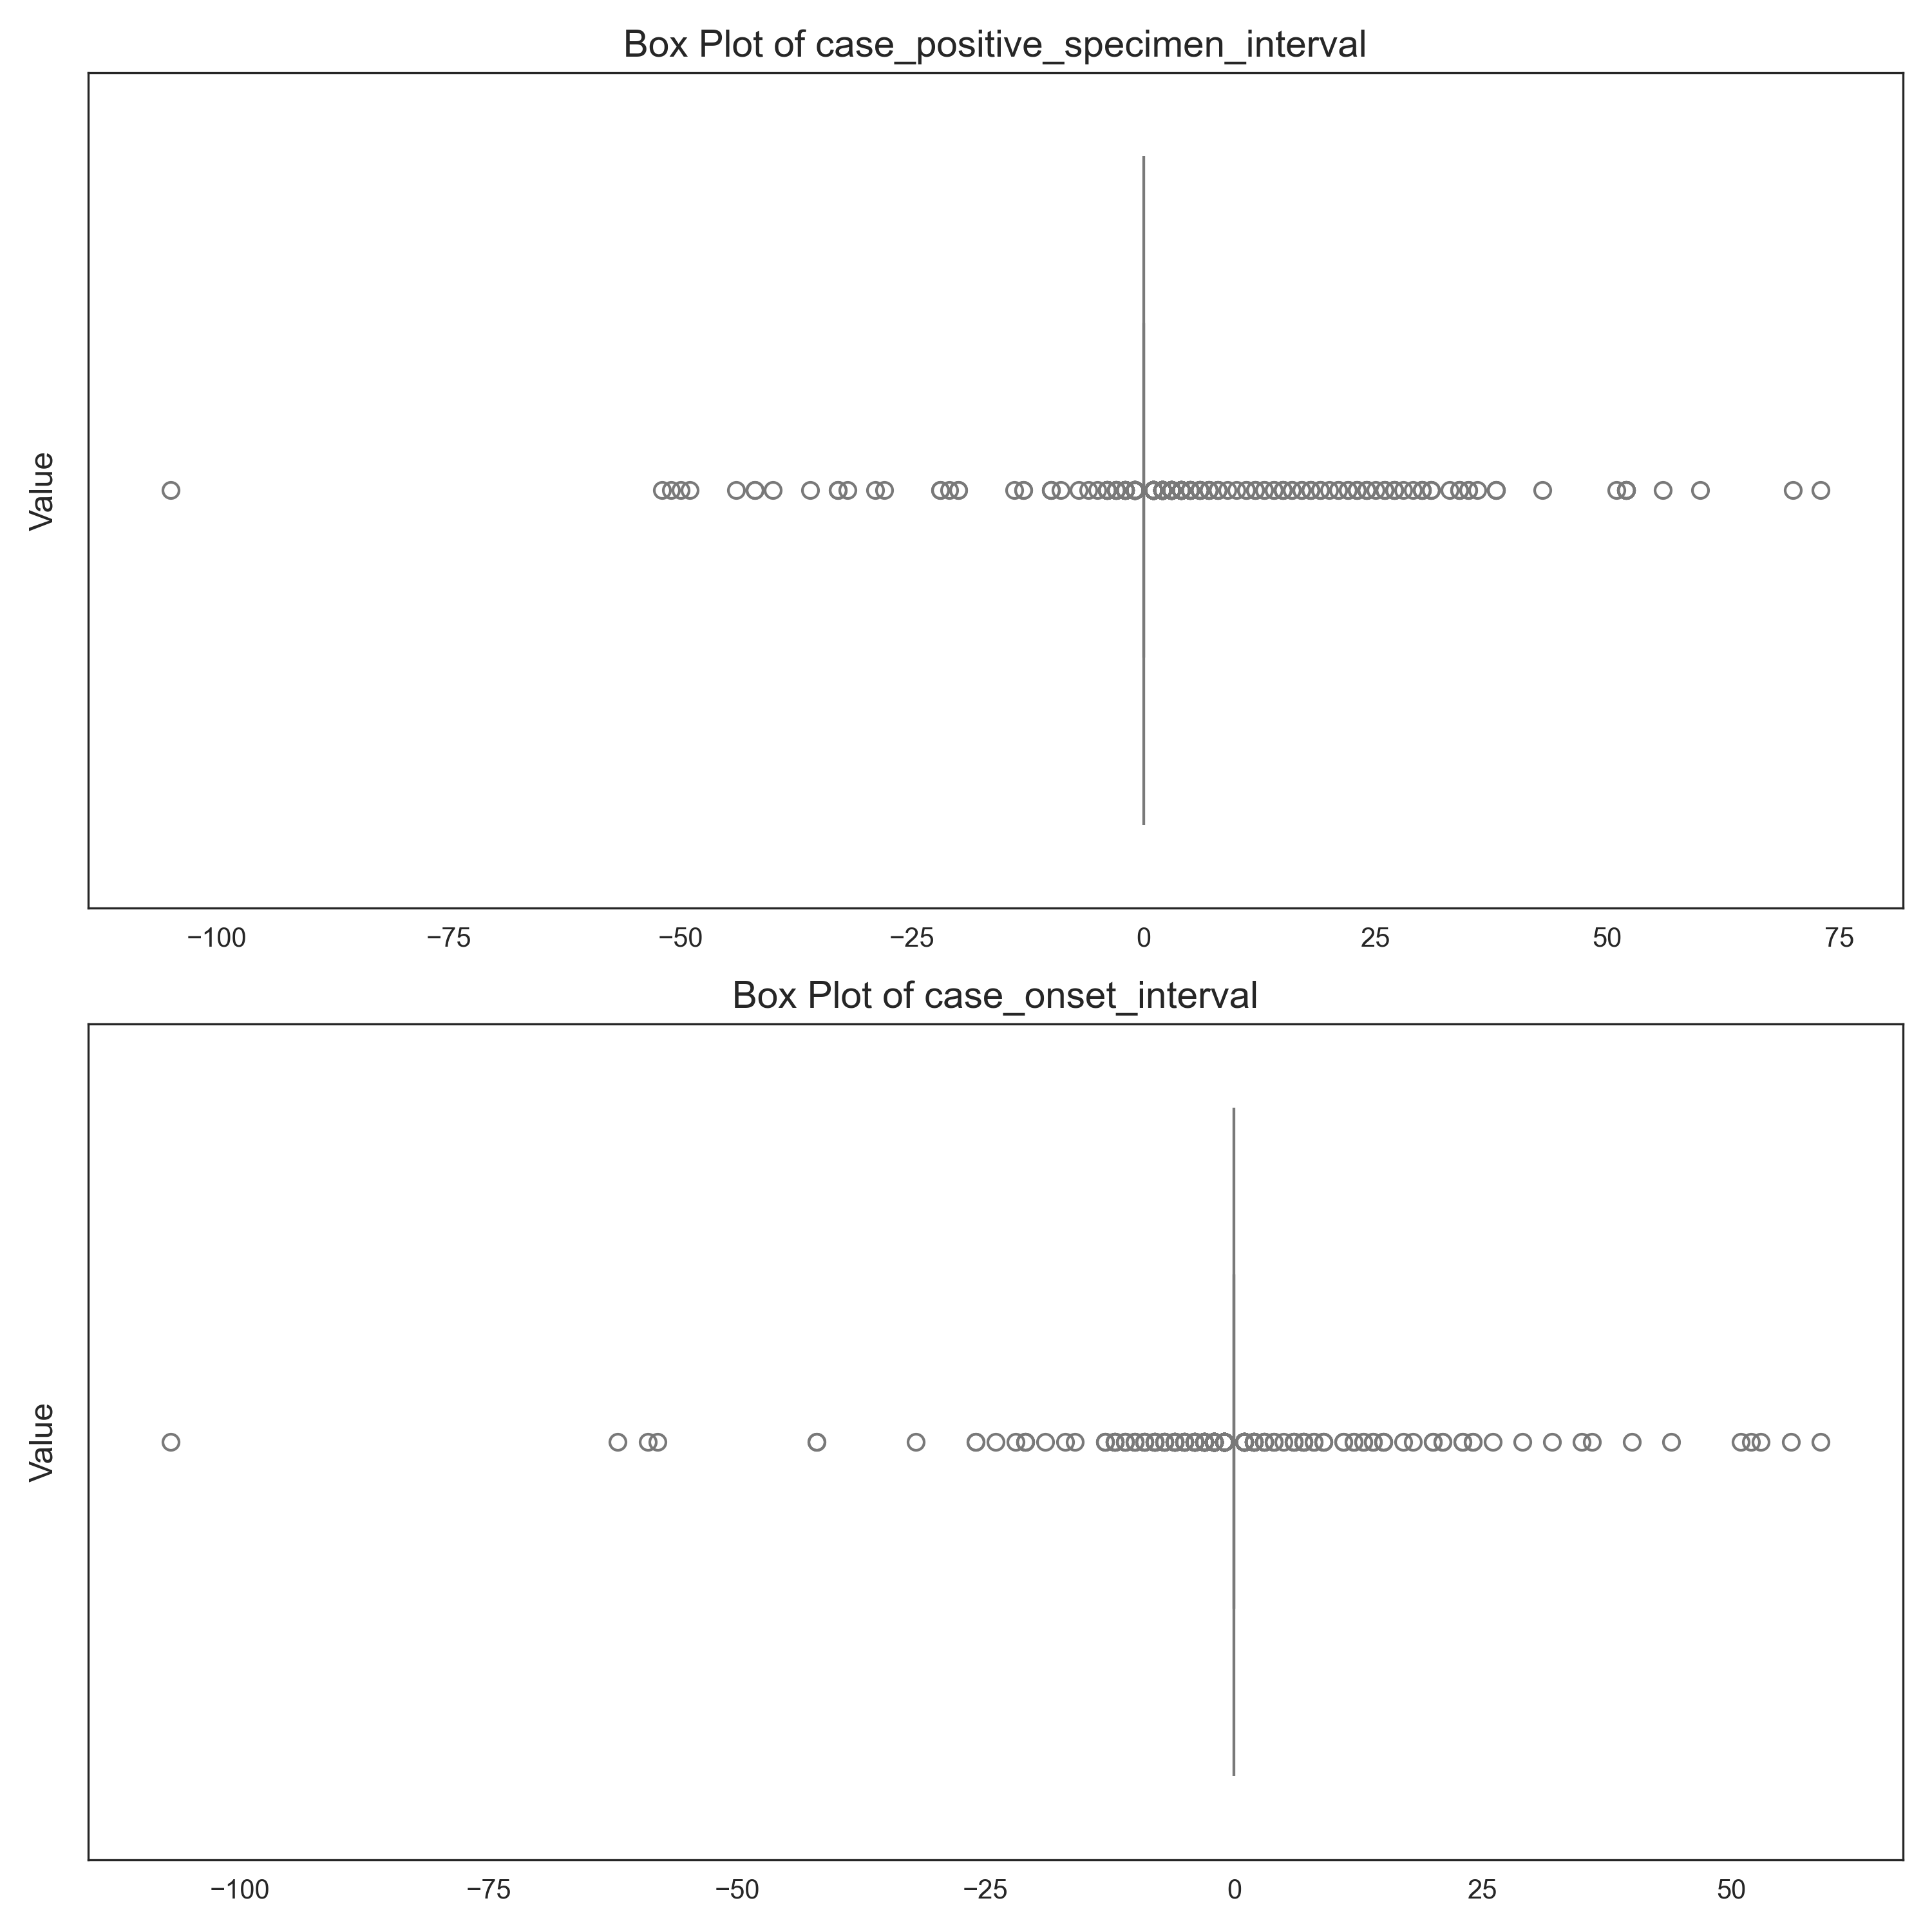 Box Plot of case_positive_specimen_interval
Value
−100 −75 −50 −25 0 25 50 75
Box Plot of case_onset_interval
Value
−100 −75 −50 −25 0 25 50